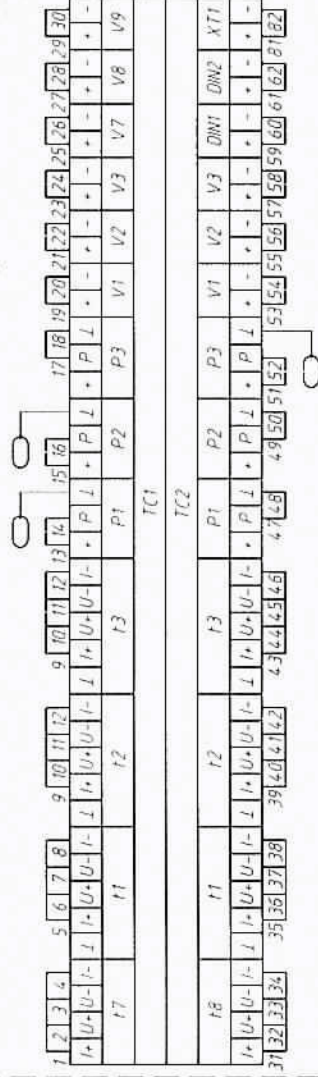 1 2 3 4 5 6 7 8 9 10 11 12 9 10 11 12 13 14 15 16 17 18 19 20 21 22 23 24 25 26 27 28 29 30
I+ U+ U- I- ⊥ I+ U+ U- I- ⊥ I+ U+ U- I- ⊥ I+ U+ U- I- + P ⊥ + P ⊥ + P ⊥ + - + - + - + - + - + -
t7 t1 t2 t3 P1 P2 P3 V1 V2 V3 V7 V8 V9
TC1
TC2
t8 t1 t2 t3 P1 P2 P3 V1 V2 V3 DIN1 DIN2 XT1
I+ U+ U- I- ⊥ I+ U+ U- I- ⊥ I+ U+ U- I- ⊥ I+ U+ U- I- + P ⊥ + P ⊥ + P ⊥ + - + - + - + - + - + -
31 32 33 34 35 36 37 38 39 40 41 42 43 44 45 46 47 48 49 50 51 52 53 54 55 56 57 58 59 60 61 62 81 82